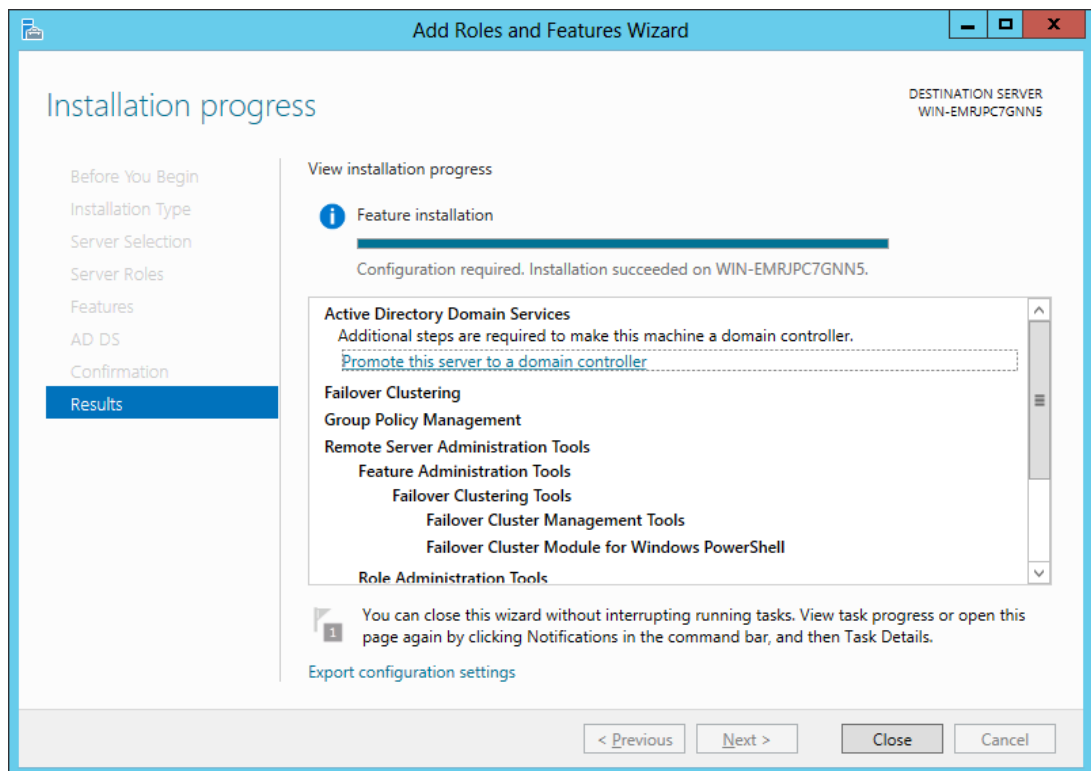 Add Roles and Features Wizard
Installation progress
DESTINATION SERVER
WIN-EMRJPC7GNN5
Before You Begin
Installation Type
Server Selection
Server Roles
Features
AD DS
Confirmation
Results
View installation progress
Feature installation
Configuration required. Installation succeeded on WIN-EMRJPC7GNN5.
Active Directory Domain Services
Additional steps are required to make this machine a domain controller.
Promote this server to a domain controller
Failover Clustering
Group Policy Management
Remote Server Administration Tools
Feature Administration Tools
Failover Clustering Tools
Failover Cluster Management Tools
Failover Cluster Module for Windows PowerShell
Role Administration Tools
1
You can close this wizard without interrupting running tasks. View task progress or open this
page again by clicking Notifications in the command bar, and then Task Details.
Export configuration settings
< Previous
Next >
Close
Cancel